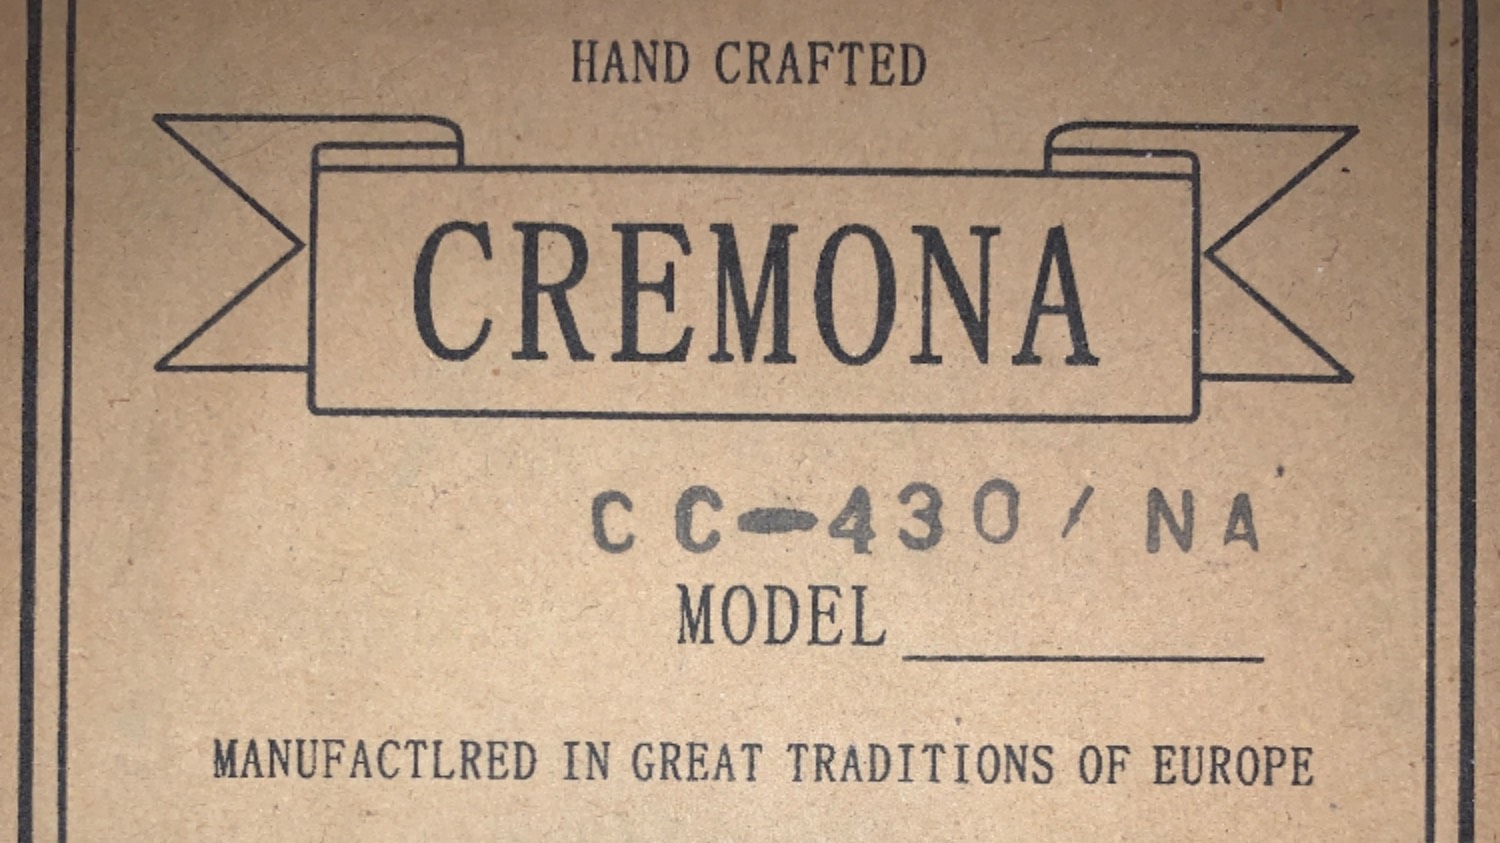 HAND CRAFTED
CREMONA
CC-430/NA
MODEL
MANUFACTLRED IN GREAT TRADITIONS OF EUROPE